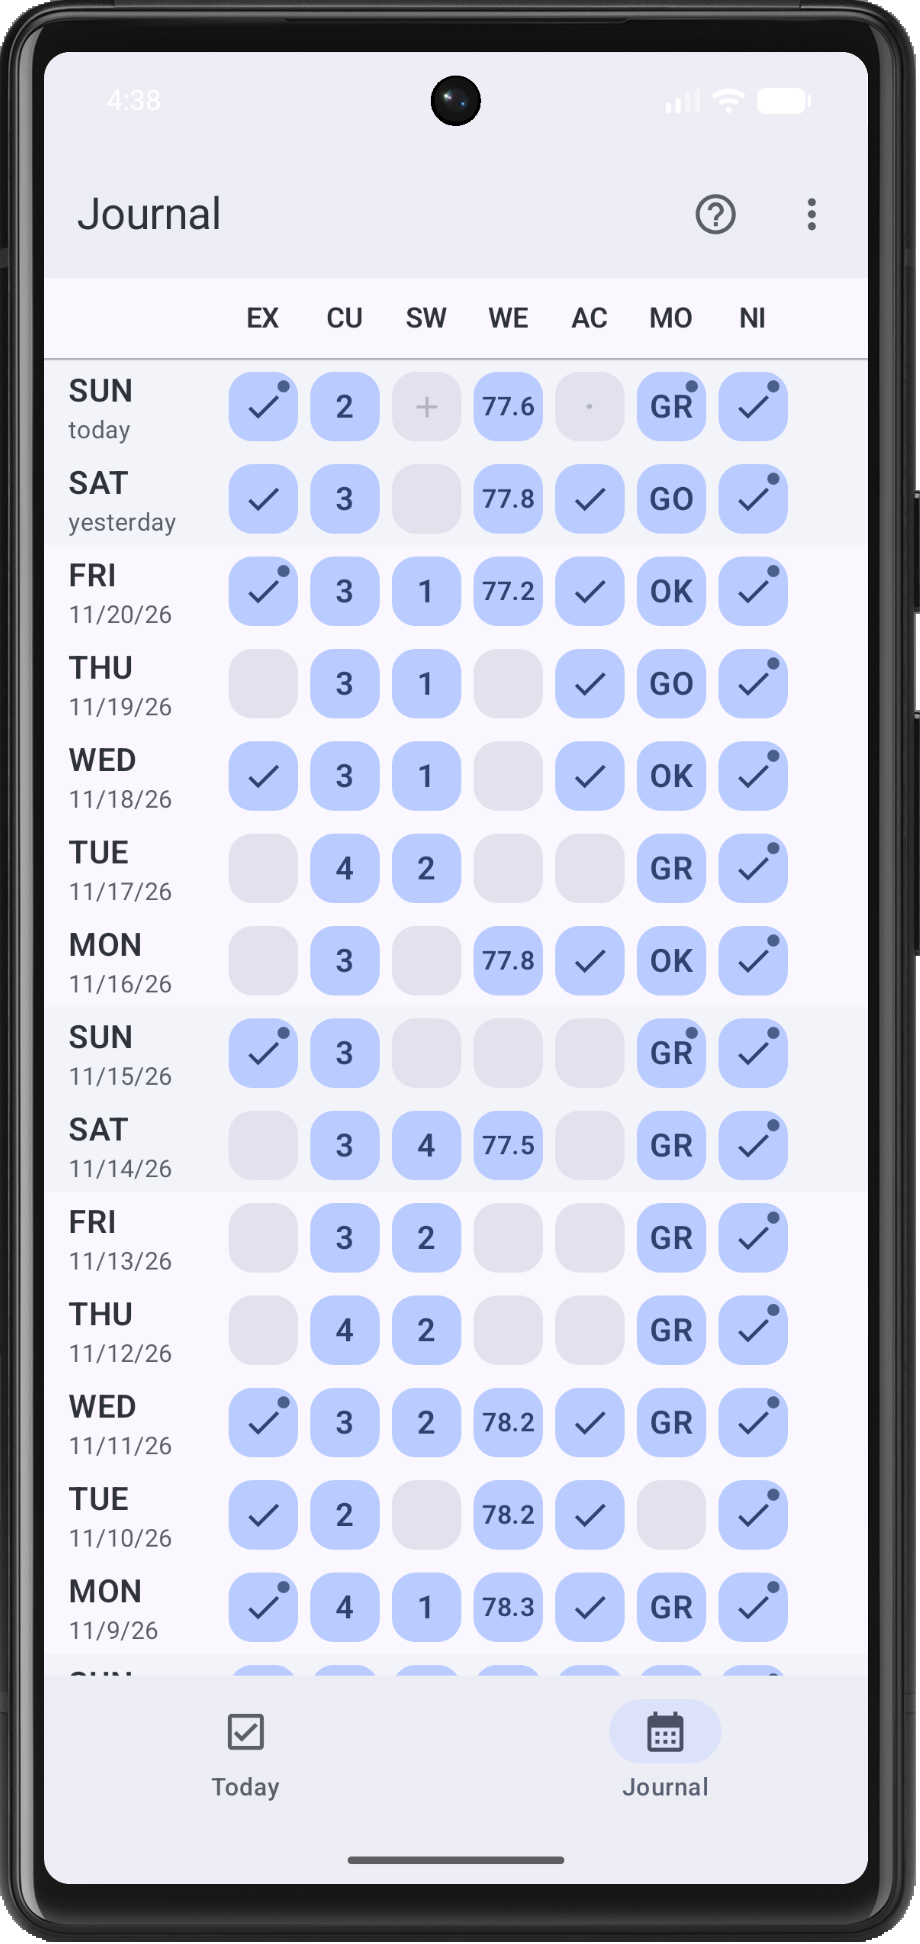 4:38
Journal
EX CU SW WE AC MO NI
SUN
today
2 + 77.6 · GR
SAT
yesterday
3 77.8 GO
FRI
11/20/26
3 1 77.2 OK
THU
11/19/26
3 1 GO
WED
11/18/26
3 1 OK
TUE
11/17/26
4 2 GR
MON
11/16/26
3 77.8 OK
SUN
11/15/26
3 GR
SAT
11/14/26
3 4 77.5 GR
FRI
11/13/26
3 2 GR
THU
11/12/26
4 2 GR
WED
11/11/26
3 2 78.2 GR
TUE
11/10/26
2 78.2
MON
11/9/26
4 1 78.3 GR
SUN
Today Journal